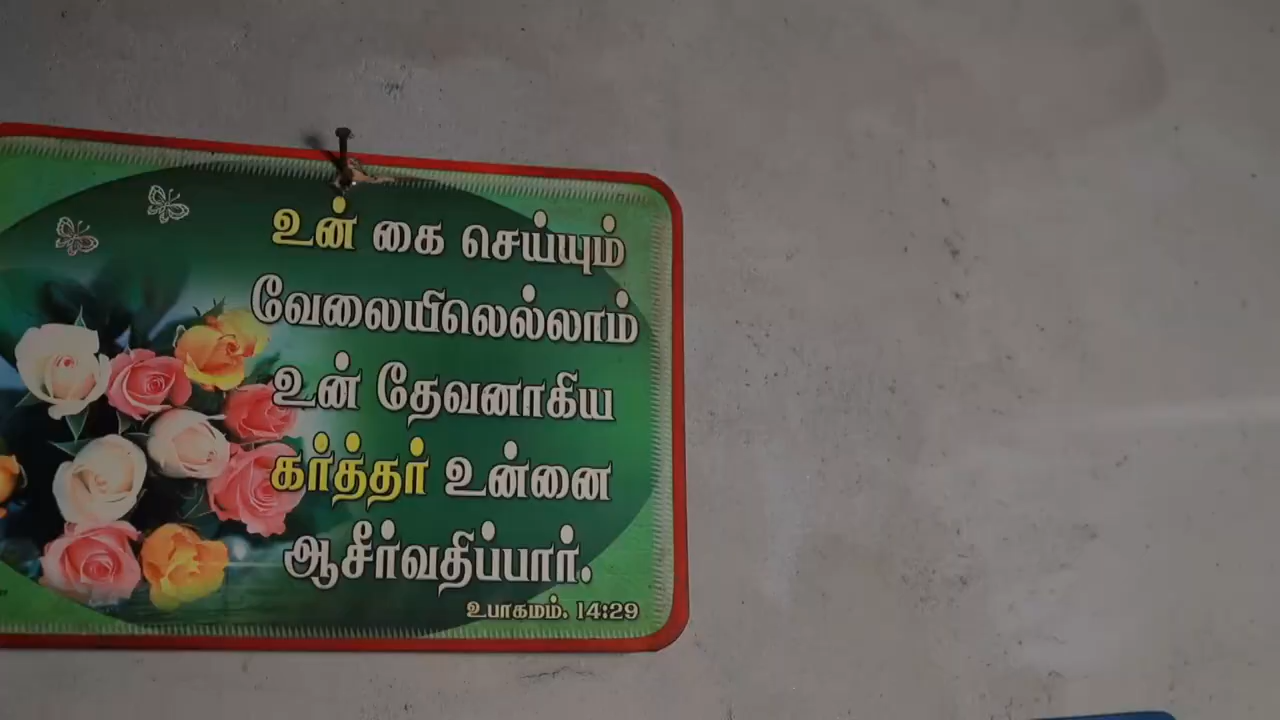 உன் கை செய்யும்
வேலையிலெல்லாம்
உன் தேவனாகிய
கர்த்தர் உன்னை
ஆசீர்வதிப்பார்.
உபாகமம். 14:29